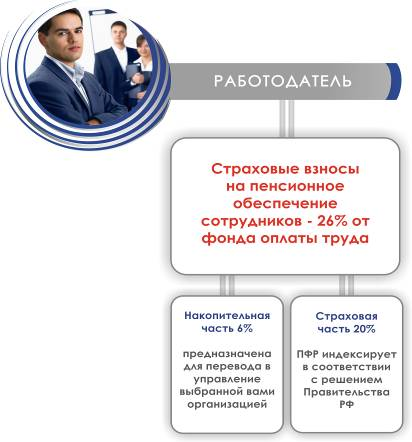 РАБОТОДАТЕЛЬ
Страховые взносы
на пенсионное
обеспечение
сотрудников - 26% от
фонда оплаты труда
Накопительная
часть 6%
предназначена
для перевода в
управление
выбранной вами
организацией
Страховая
часть 20%
ПФР индексирует
в соответствии
с решением
Правительства
РФ